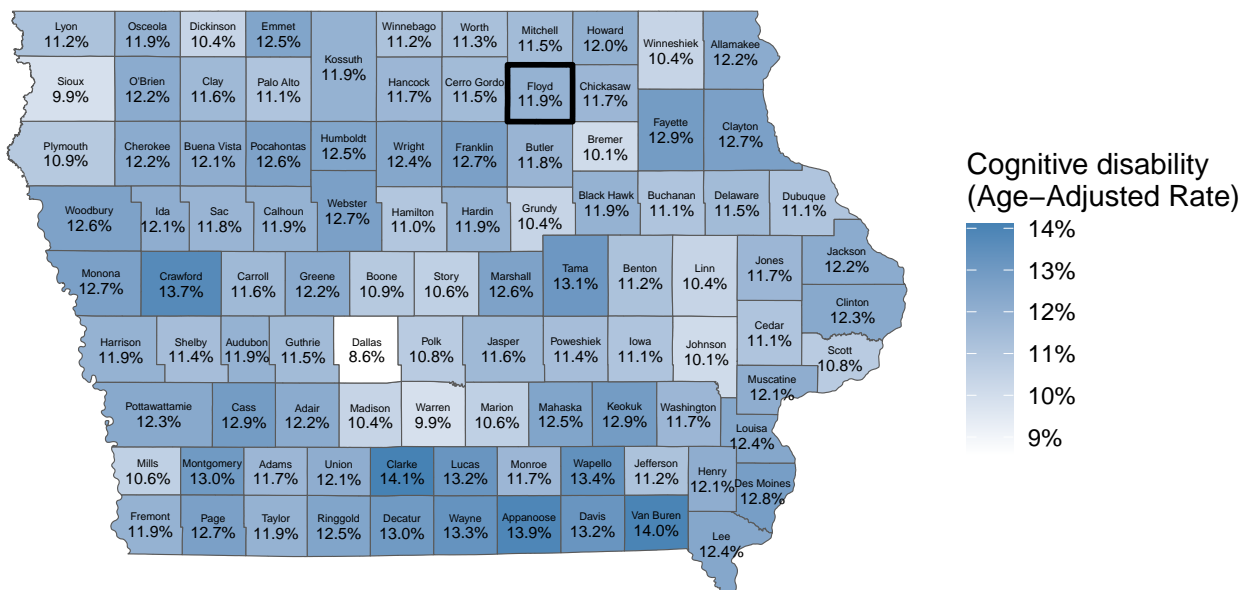 Lyon
11.2%
Osceola
11.9%
Dickinson
10.4%
Emmet
12.5%
Kossuth
11.9%
Winnebago
11.2%
Worth
11.3%
Mitchell
11.5%
Howard
12.0%
Winneshiek
10.4%
Allamakee
12.2%
Sioux
9.9%
O'Brien
12.2%
Clay
11.6%
Palo Alto
11.1%
Hancock
11.7%
Cerro Gordo
11.5%
Floyd
11.9%
Chickasaw
11.7%
Fayette
12.9%
Clayton
12.7%
Plymouth
10.9%
Cherokee
12.2%
Buena Vista
12.1%
Pocahontas
12.6%
Humboldt
12.5%
Wright
12.4%
Franklin
12.7%
Butler
11.8%
Bremer
10.1%
Woodbury
12.6%
Ida
12.1%
Sac
11.8%
Calhoun
11.9%
Webster
12.7%
Hamilton
11.0%
Hardin
11.9%
Grundy
10.4%
Black Hawk
11.9%
Buchanan
11.1%
Delaware
11.5%
Dubuque
11.1%
Monona
12.7%
Crawford
13.7%
Carroll
11.6%
Greene
12.2%
Boone
10.9%
Story
10.6%
Marshall
12.6%
Tama
13.1%
Benton
11.2%
Linn
10.4%
Jones
11.7%
Jackson
12.2%
Clinton
12.3%
Harrison
11.9%
Shelby
11.4%
Audubon
11.9%
Guthrie
11.5%
Dallas
8.6%
Polk
10.8%
Jasper
11.6%
Poweshiek
11.4%
Iowa
11.1%
Johnson
10.1%
Cedar
11.1%
Scott
10.8%
Muscatine
12.1%
Pottawattamie
12.3%
Cass
12.9%
Adair
12.2%
Madison
10.4%
Warren
9.9%
Marion
10.6%
Mahaska
12.5%
Keokuk
12.9%
Washington
11.7%
Louisa
12.4%
Mills
10.6%
Montgomery
13.0%
Adams
11.7%
Union
12.1%
Clarke
14.1%
Lucas
13.2%
Monroe
11.7%
Wapello
13.4%
Jefferson
11.2%
Henry
12.1%
Des Moines
12.8%
Fremont
11.9%
Page
12.7%
Taylor
11.9%
Ringgold
12.5%
Decatur
13.0%
Wayne
13.3%
Appanoose
13.9%
Davis
13.2%
Van Buren
14.0%
Lee
12.4%
Cognitive disability
(Age−Adjusted Rate)
14%
13%
12%
11%
10%
9%